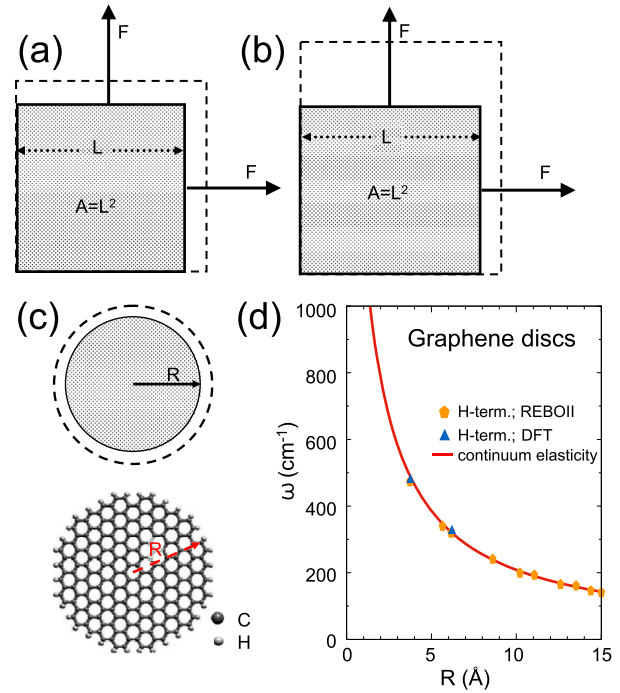 (a)
F
L
F
A=L²
(b)
F
L
F
A=L²
(c)
R
R
C
H
(d)
1000
800
600
400
200
0
ω (cm⁻¹)
Graphene discs
H-term.; REBOII
H-term.; DFT
continuum elasticity
0 5 10 15
R (Å)